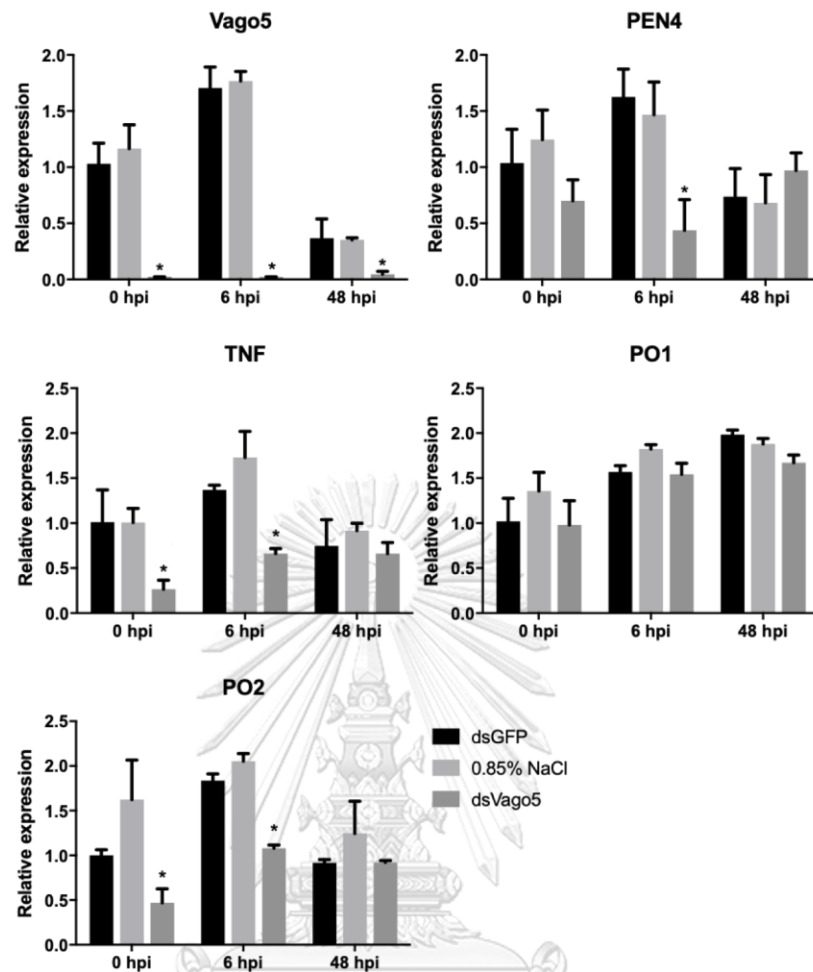 Vago5
Relative expression
2.0
1.5
1.0
0.5
0.0
*
*
*
0 hpi
6 hpi
48 hpi
PEN4
Relative expression
2.0
1.5
1.0
0.5
0.0
*
0 hpi
6 hpi
48 hpi
TNF
Relative expression
2.5
2.0
1.5
1.0
0.5
0.0
*
*
0 hpi
6 hpi
48 hpi
PO1
Relative expression
2.5
2.0
1.5
1.0
0.5
0.0
0 hpi
6 hpi
48 hpi
PO2
Relative expression
2.5
2.0
1.5
1.0
0.5
0.0
*
*
0 hpi
6 hpi
48 hpi
dsGFP
0.85% NaCl
dsVago5